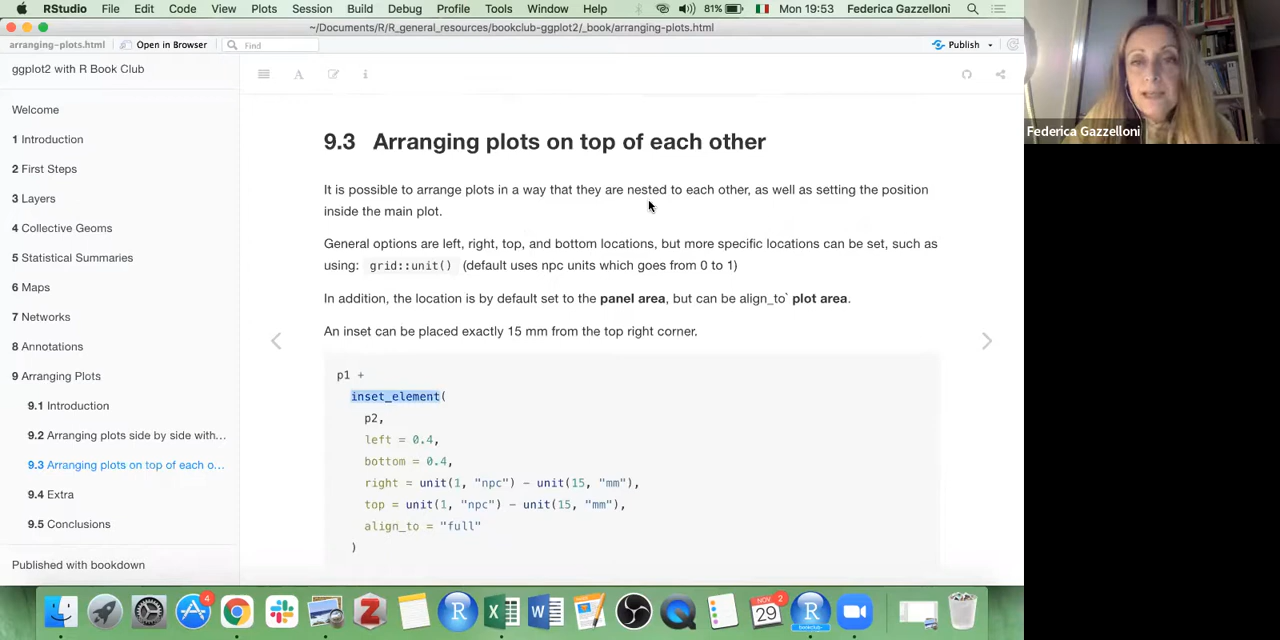 RStudio File Edit Code View Plots Session Build Debug Profile Tools Window Help 81% Mon 19:53 Federica Gazzelloni
~/Documents/R/R_general_resources/bookclub-ggplot2/_book/arranging-plots.html
arranging-plots.html Open in Browser Find Publish
ggplot2 with R Book Club
Welcome
1 Introduction
2 First Steps
3 Layers
4 Collective Geoms
5 Statistical Summaries
6 Maps
7 Networks
8 Annotations
9 Arranging Plots
9.1 Introduction
9.2 Arranging plots side by side with...
9.3 Arranging plots on top of each o...
9.4 Extra
9.5 Conclusions
Published with bookdown
A i
9.3 Arranging plots on top of each other
It is possible to arrange plots in a way that they are nested to each other, as well as setting the position
inside the main plot.
General options are left, right, top, and bottom locations, but more specific locations can be set, such as
using: grid::unit() (default uses npc units which goes from 0 to 1)
In addition, the location is by default set to the panel area, but can be align_to` plot area.
An inset can be placed exactly 15 mm from the top right corner.
p1 +
inset_element(
p2,
left = 0.4,
bottom = 0.4,
right = unit(1, "npc") - unit(15, "mm"),
top = unit(1, "npc") - unit(15, "mm"),
align_to = "full"
)
Federica Gazzelloni
4
Z
R
X
W
NOV 2
29
R